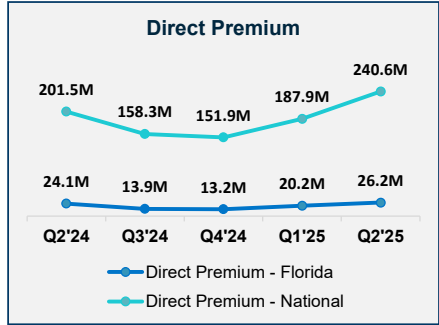 Direct Premium
201.5M 158.3M 151.9M 187.9M 240.6M
24.1M 13.9M 13.2M 20.2M 26.2M
Q2'24 Q3'24 Q4'24 Q1'25 Q2'25
Direct Premium - Florida
Direct Premium - National